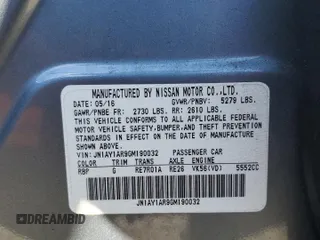 MANUFACTURED BY NISSAN MOTOR CO.,LTD.
DATE: 05/16 GVWR/PNBV: 5279 LBS.
GAWR/PNBE FR: 2730 LBS. RR: 2610 LBS.
THIS VEHICLE CONFORMS TO ALL APPLICABLE FEDERAL
MOTOR VEHICLE SAFETY,BUMPER,AND THEFT PREVENTION
STANDARDS IN EFFECT ON THE DATE OF
MANUFACTURE SHOWN ABOVE.
: JN1AY1AR9GM190032 PASSENGER CAR
COLOR TRIM TRANS AXLE ENGINE
RBP G RE7R01A RE26 VK56(VD) 5552CC
JN1AY1AR9GM190032
DREAMBID